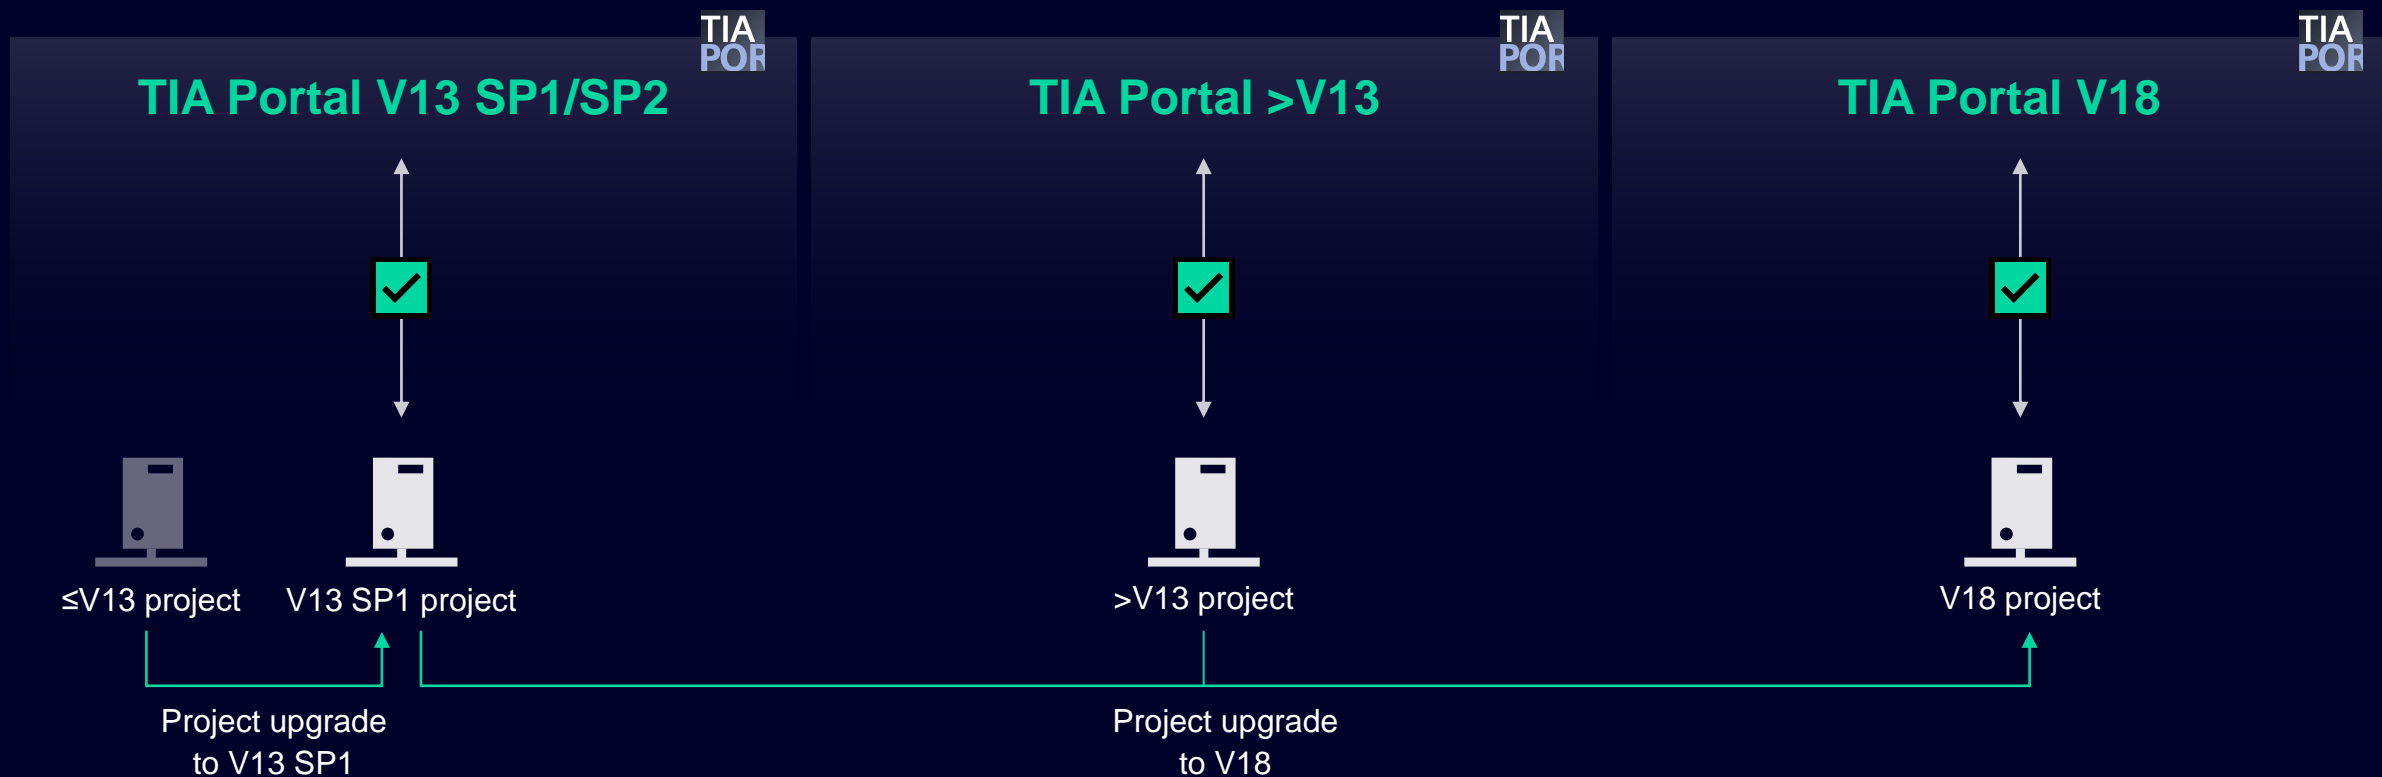 TIA
POR
TIA
POR
TIA
POR
TIA Portal V13 SP1/SP2
TIA Portal >V13
TIA Portal V18
≤V13 project
V13 SP1 project
>V13 project
V18 project
Project upgrade
to V13 SP1
Project upgrade
to V18